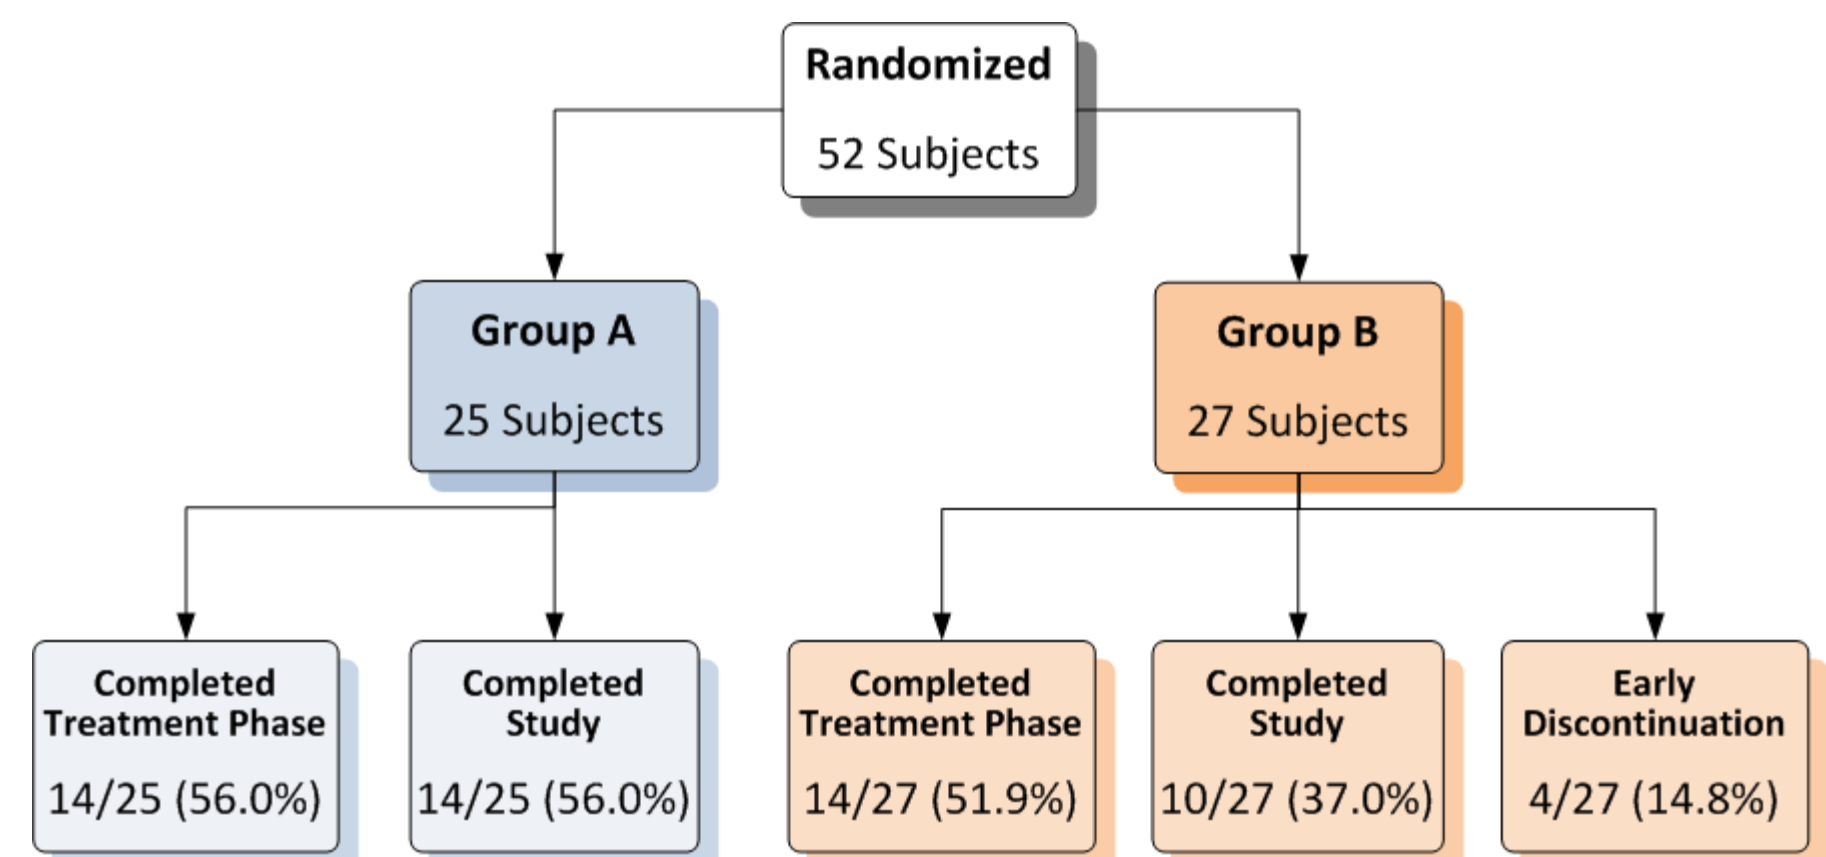 Randomized
52 Subjects
Group A
25 Subjects
Group B
27 Subjects
Completed
Treatment Phase
14/25 (56.0%)
Completed
Study
14/25 (56.0%)
Completed
Treatment Phase
14/27 (51.9%)
Completed
Study
10/27 (37.0%)
Early
Discontinuation
4/27 (14.8%)